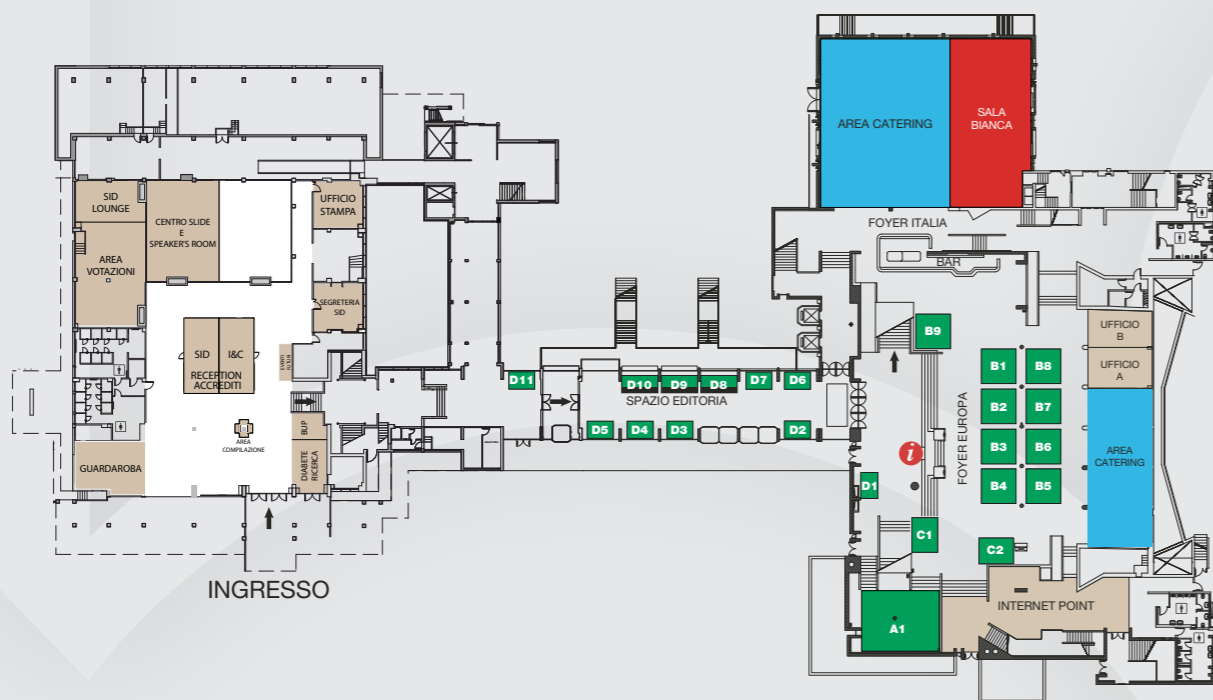 SID
LOUNGE
CENTRO SLIDE
E
SPEAKER'S ROOM
UFFICIO
STAMPA
AREA
VOTAZIONI
SEGRETERIA
SID
SID
I&C
RECEPTION
ACCREDITI
EVENTI
FUTURI
AREA
COMPILAZIONE
BLIP
DIABETE
RICERCA
GUARDAROBA
INGRESSO
D11
D10
D9
D8
D7
D6
SPAZIO EDITORIA
D5
D4
D3
D2
AREA CATERING
SALA
BIANCA
FOYER ITALIA
BAR
B9
UFFICIO
B
UFFICIO
A
B1
B8
B2
B7
B3
B6
B4
B5
FOYER EUROPA
i
AREA
CATERING
D1
C1
C2
INTERNET POINT
A1